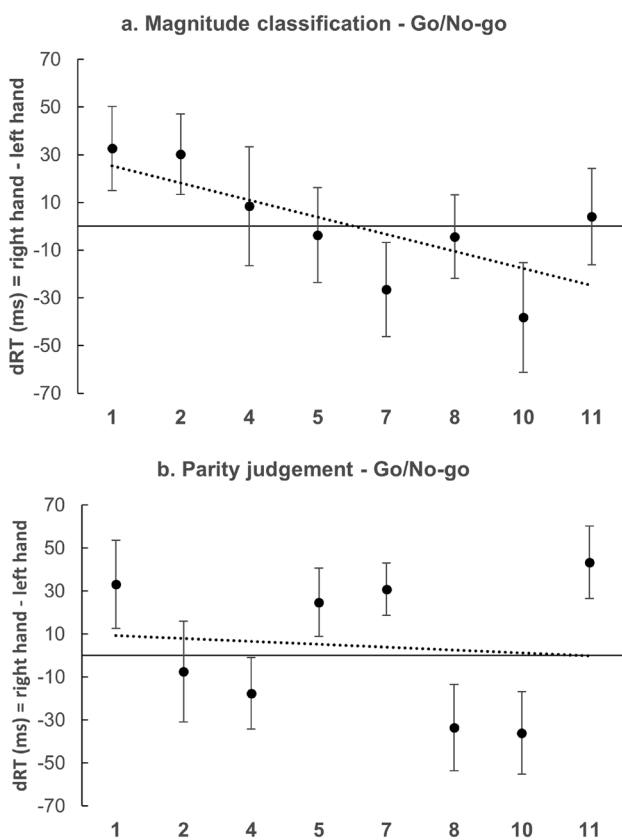 a. Magnitude classification - Go/No-go
dRT (ms) = right hand - left hand
70
50
30
10
-10
-30
-50
-70
1 2 4 5 7 8 10 11
b. Parity judgement - Go/No-go
dRT (ms) = right hand - left hand
70
50
30
10
-10
-30
-50
-70
1 2 4 5 7 8 10 11